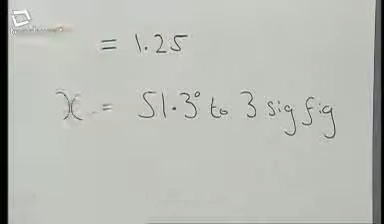 = 1.25
x = 51.3° to 3 sig fig